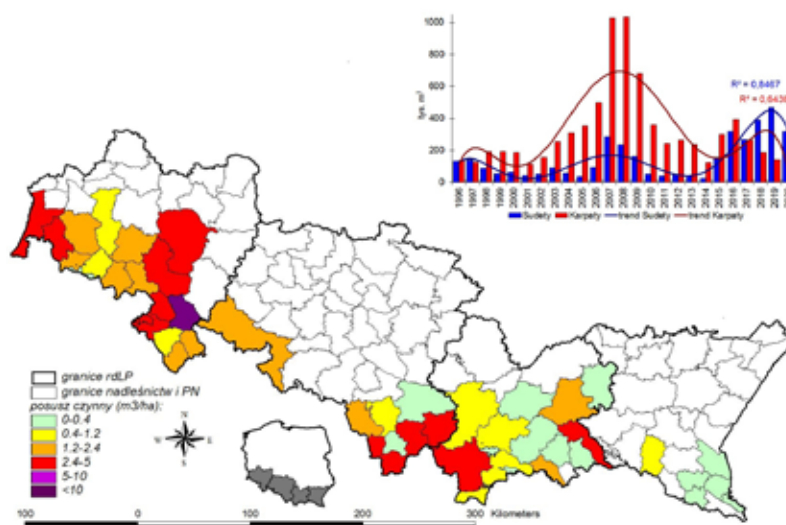 1000
800
600
400
200
0
tys. m³
R² = 0,8467
R² = 0,6438
1996 1997 1998 1999 2000 2001 2002 2003 2004 2005 2006 2007 2008 2009 2010 2011 2012 2013 2014 2015 2016 2017 2018 2019
Sudety Karpaty trend Sudety trend Karpaty
granice rdLP
granice nadleśnictw i PN
posusz czynny (m3/ha):
0-0.4
0.4-1.2
1.2-2.4
2.4-5
5-10
<10
N
W E
S
100 0 100 200 300 Kilometers